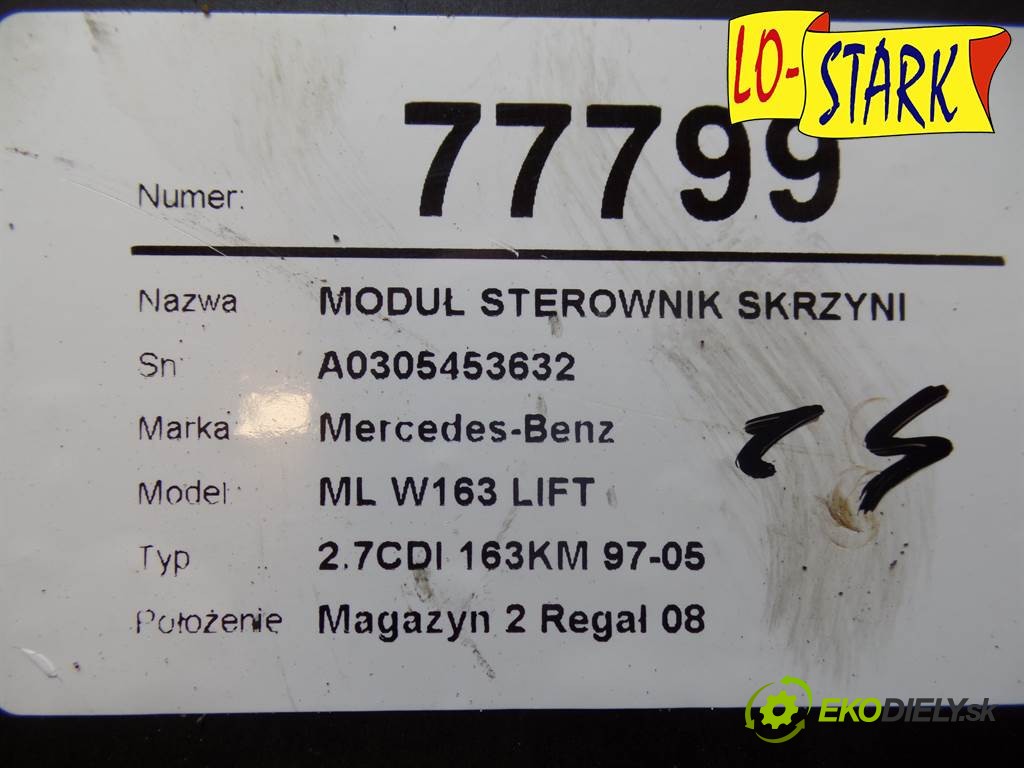 LO-STARK
Numer: 77799
Nazwa MODUŁ STEROWNIK SKRZYNI
Sn A0305453632
Marka: Mercedes-Benz
Model: ML W163 LIFT
Typ 2.7CDI 163KM 97-05
Położenie Magazyn 2 Regał 08
EKODIELY.sk